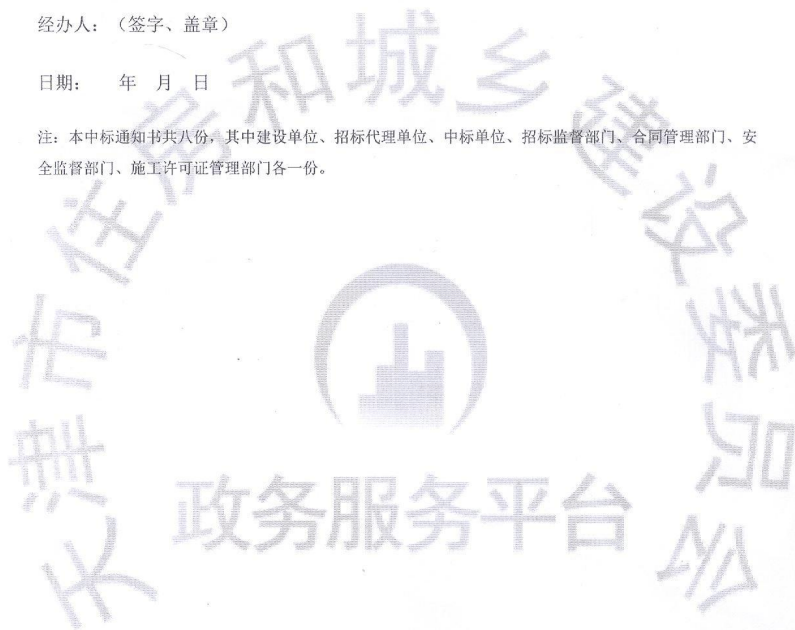 经办人：（签字、盖章）
日期： 年 月 日
注：本中标通知书共八份，其中建设单位、招标代理单位、中标单位、招标监督部门、合同管理部门、安
全监督部门、施工许可证管理部门各一份。
天津市住房和城乡建设委员会
政务服务平台